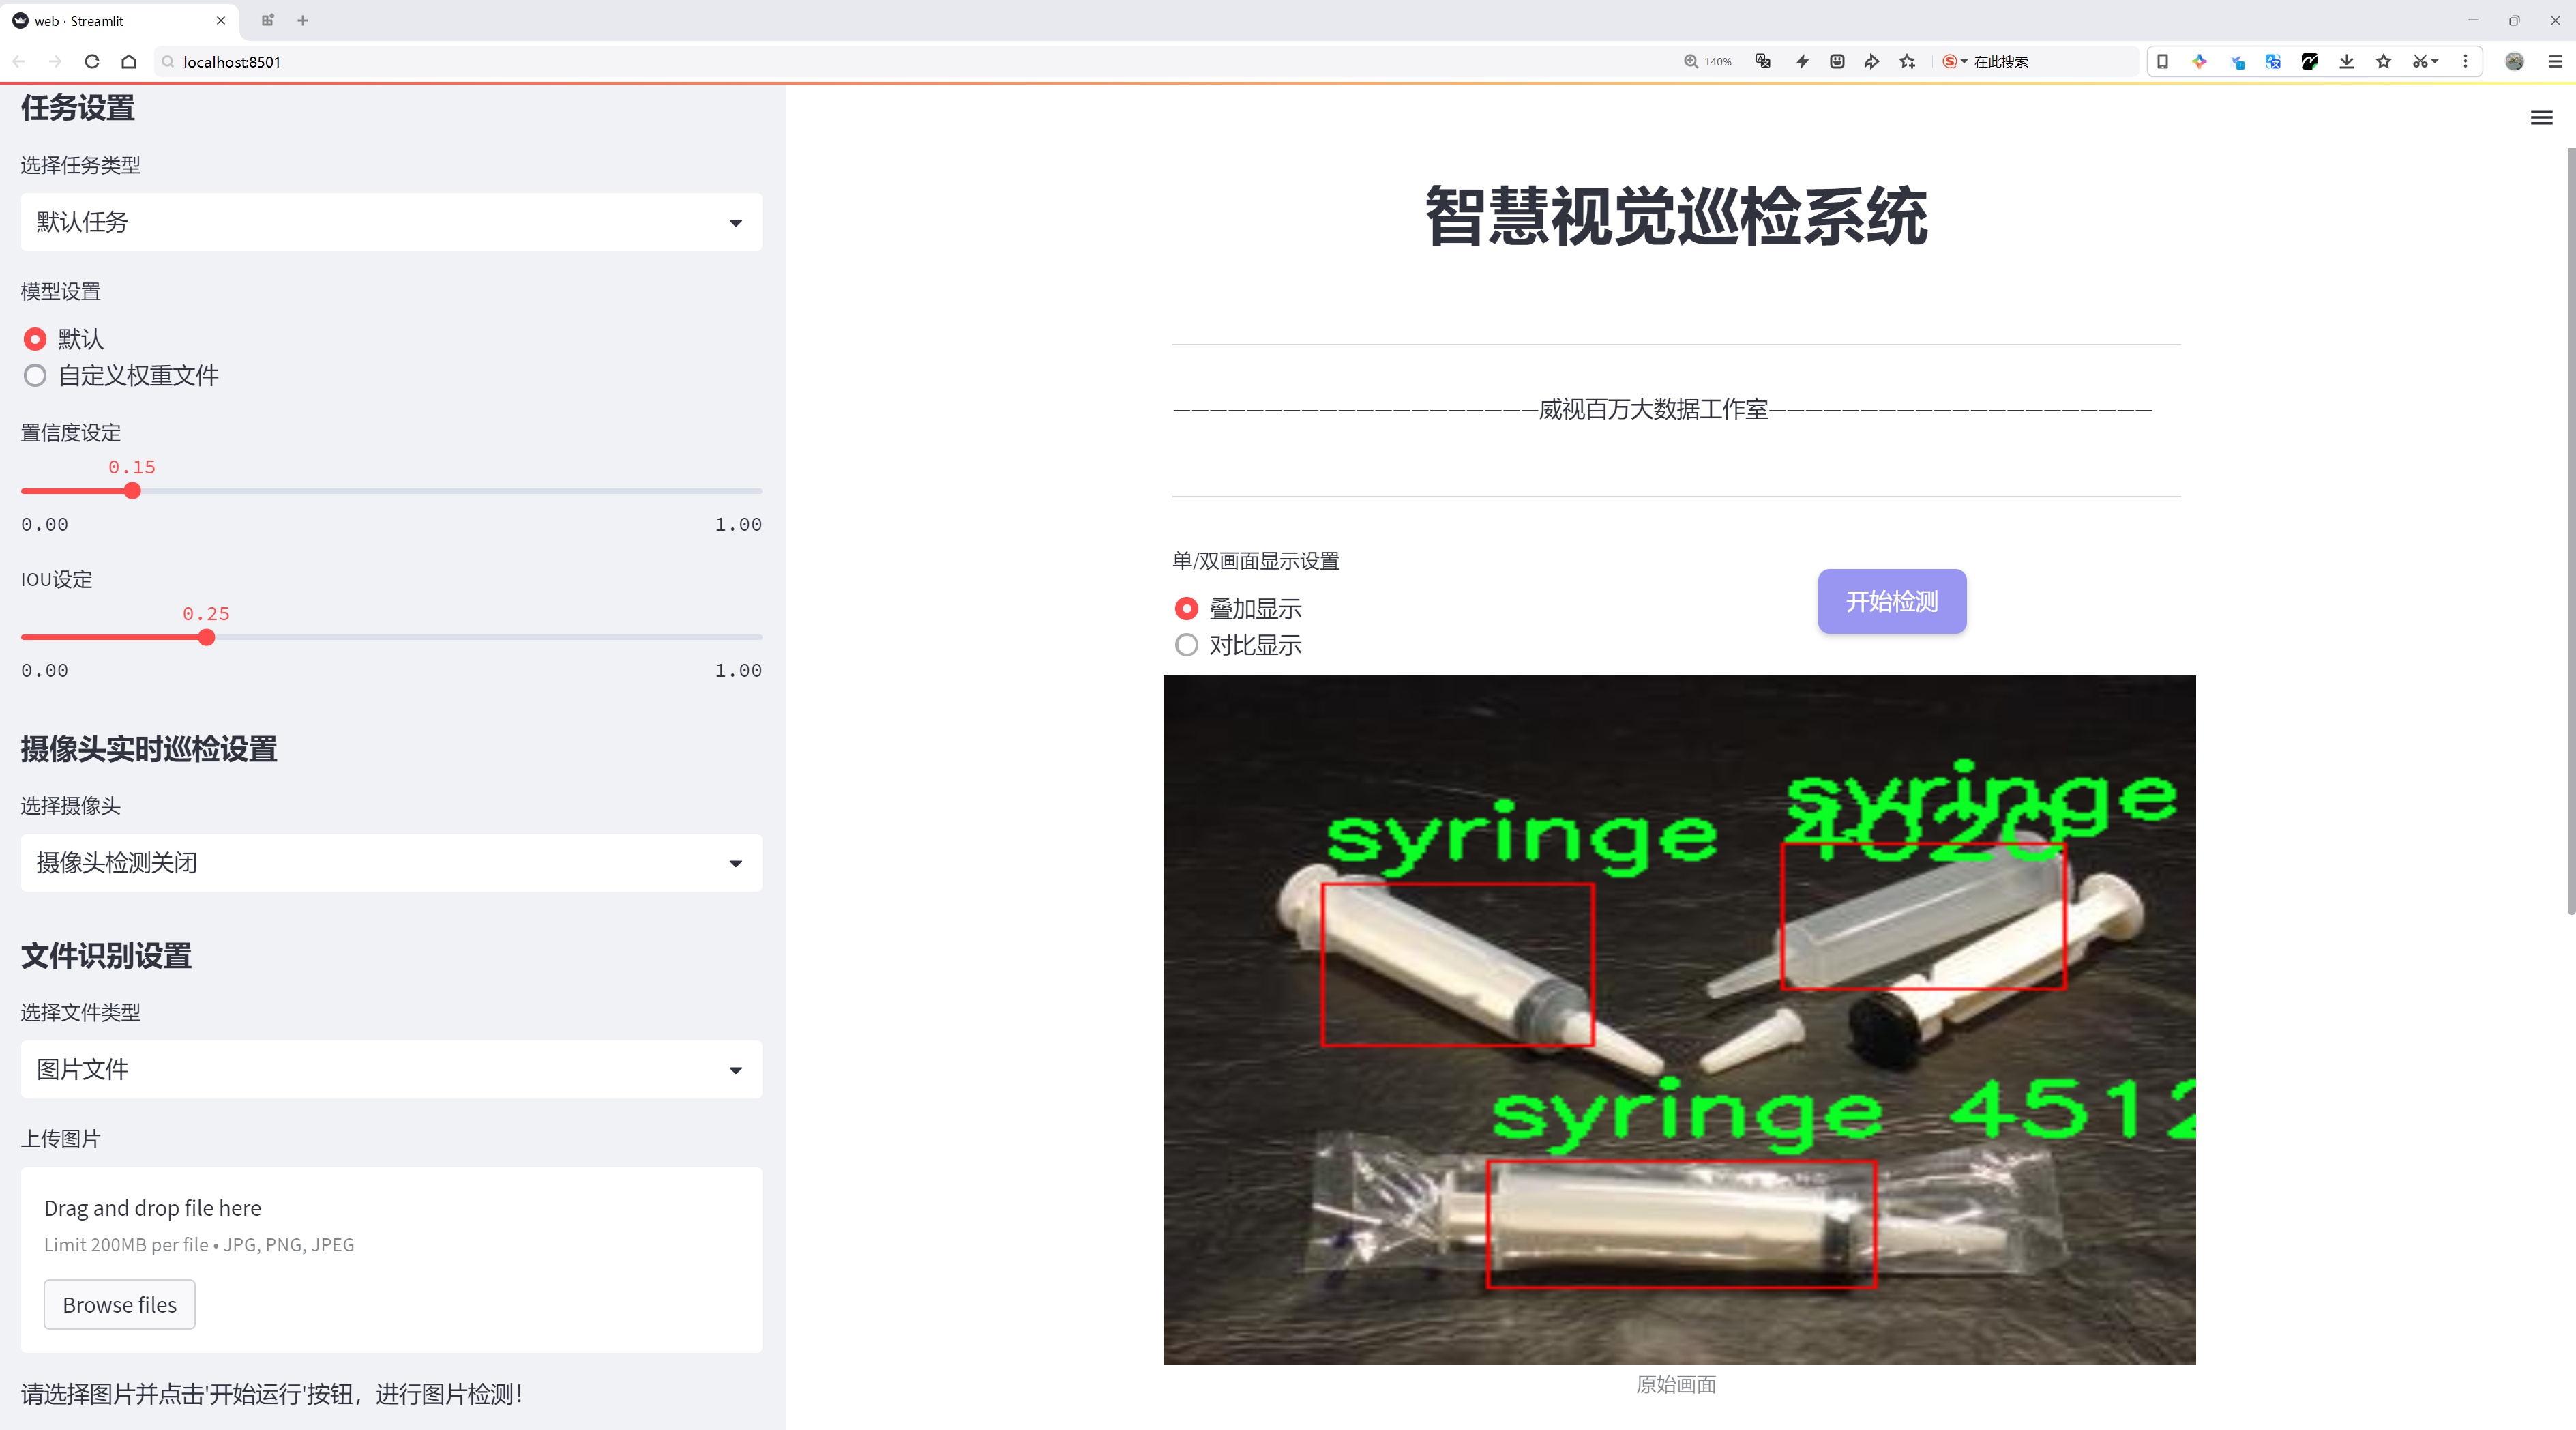 web · Streamlit
localhost:8501
140%
在此搜索
任务设置
选择任务类型
默认任务
模型设置
默认
自定义权重文件
置信度设定
0.15
0.00
1.00
IOU设定
0.25
0.00
1.00
摄像头实时巡检设置
选择摄像头
摄像头检测关闭
文件识别设置
选择文件类型
图片文件
上传图片
Drag and drop file here
Limit 200MB per file • JPG, PNG, JPEG
Browse files
请选择图片并点击'开始运行'按钮，进行图片检测！
智慧视觉巡检系统
————————————————————威视百万大数据工作室—————————————————————
单/双画面显示设置
叠加显示
对比显示
开始检测
syringe
syringe
syringe 4512
原始画面